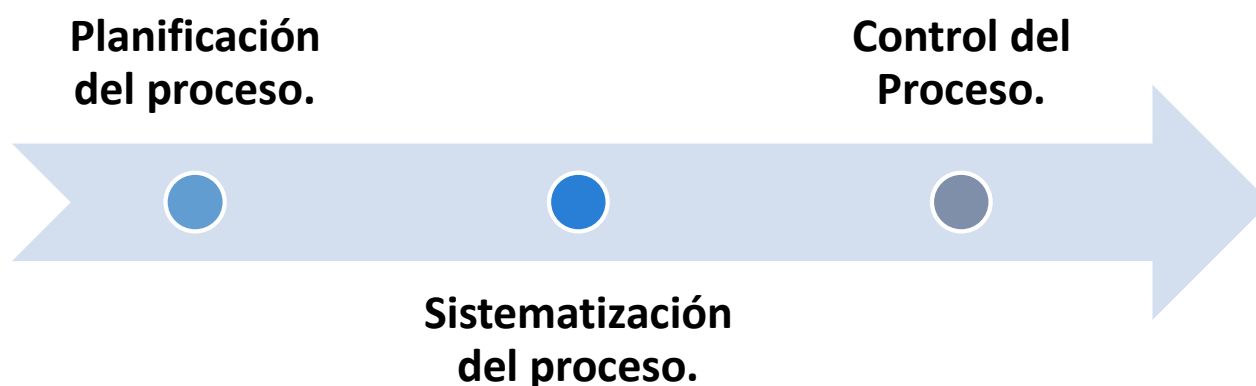 Planificación
del proceso.
Sistematización
del proceso.
Control del
Proceso.